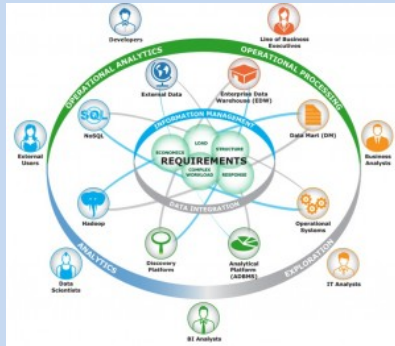 Developers
Line of Business
Executives
OPERATIONAL ANALYTICS
OPERATIONAL PROCESSING
External Data
Enterprise Data
Warehouse (EDW)
INFORMATION MANAGEMENT
SQL
NoSQL
Data Mart (DM)
External
Users
Business
Analysts
LOAD
ECONOMICS
STRUCTURE
REQUIREMENTS
COMPLEX
WORKLOAD
RESPONSE
DATA INTEGRATION
Hadoop
Operational
Systems
Discovery
Platform
Analytical
Platform
(ADBMS)
ANALYTICS
EXPLORATION
Data
Scientists
IT Analysts
BI Analysts